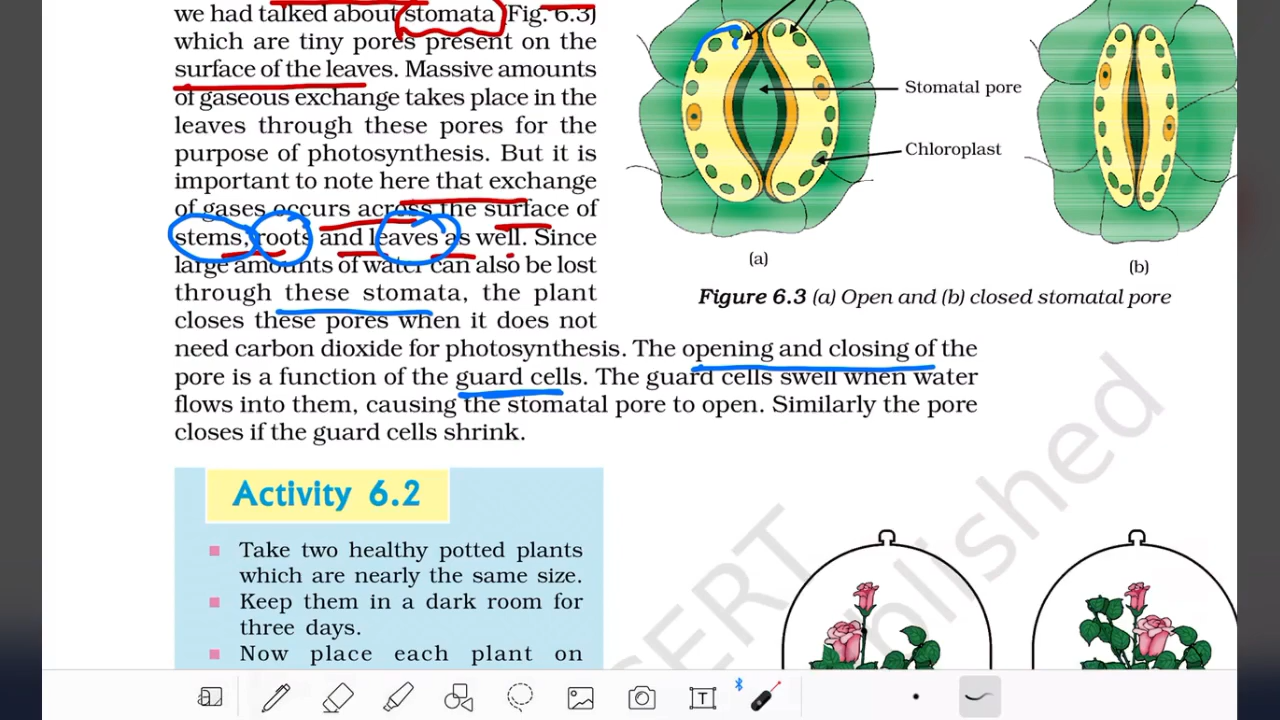 we had talked about stomata (Fig. 6.3)
which are tiny pores present on the
surface of the leaves. Massive amounts
of gaseous exchange takes place in the
leaves through these pores for the
purpose of photosynthesis. But it is
important to note here that exchange
of gases occurs across the surface of
stems, roots and leaves as well. Since
large amounts of water can also be lost
through these stomata, the plant
closes these pores when it does not
need carbon dioxide for photosynthesis. The opening and closing of the
pore is a function of the guard cells. The guard cells swell when water
flows into them, causing the stomatal pore to open. Similarly the pore
closes if the guard cells shrink.
Stomatal pore
Chloroplast
(a)
(b)
Figure 6.3 (a) Open and (b) closed stomatal pore
Activity 6.2
Take two healthy potted plants
which are nearly the same size.
Keep them in a dark room for
three days.
Now place each plant on
T